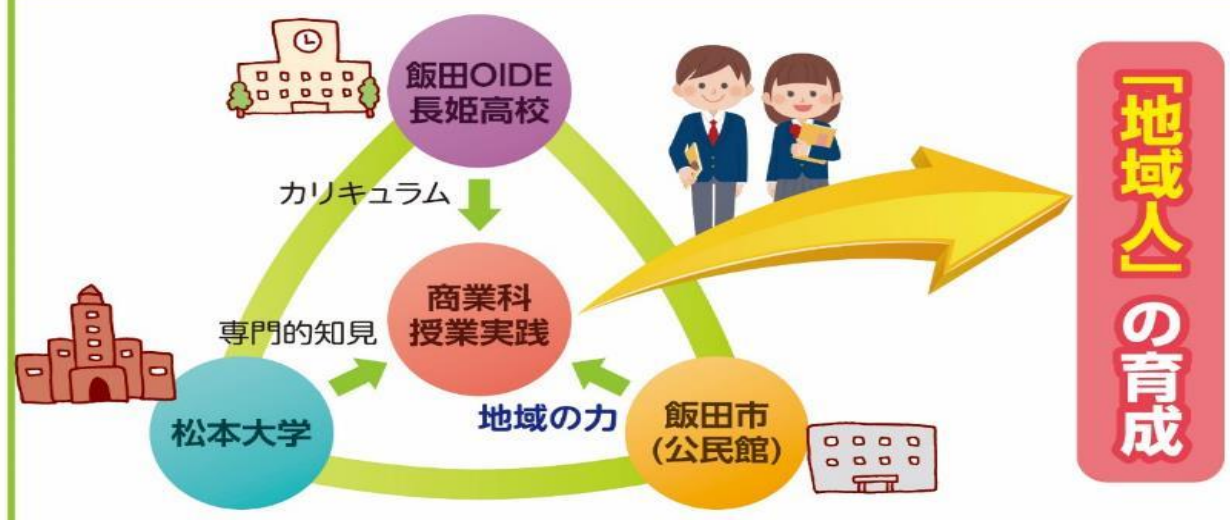 飯田OIDE
長姫高校
カリキュラム
商業科
授業実践
専門的知見
松本大学
地域の力
飯田市
(公民館)
「地域人」の育成